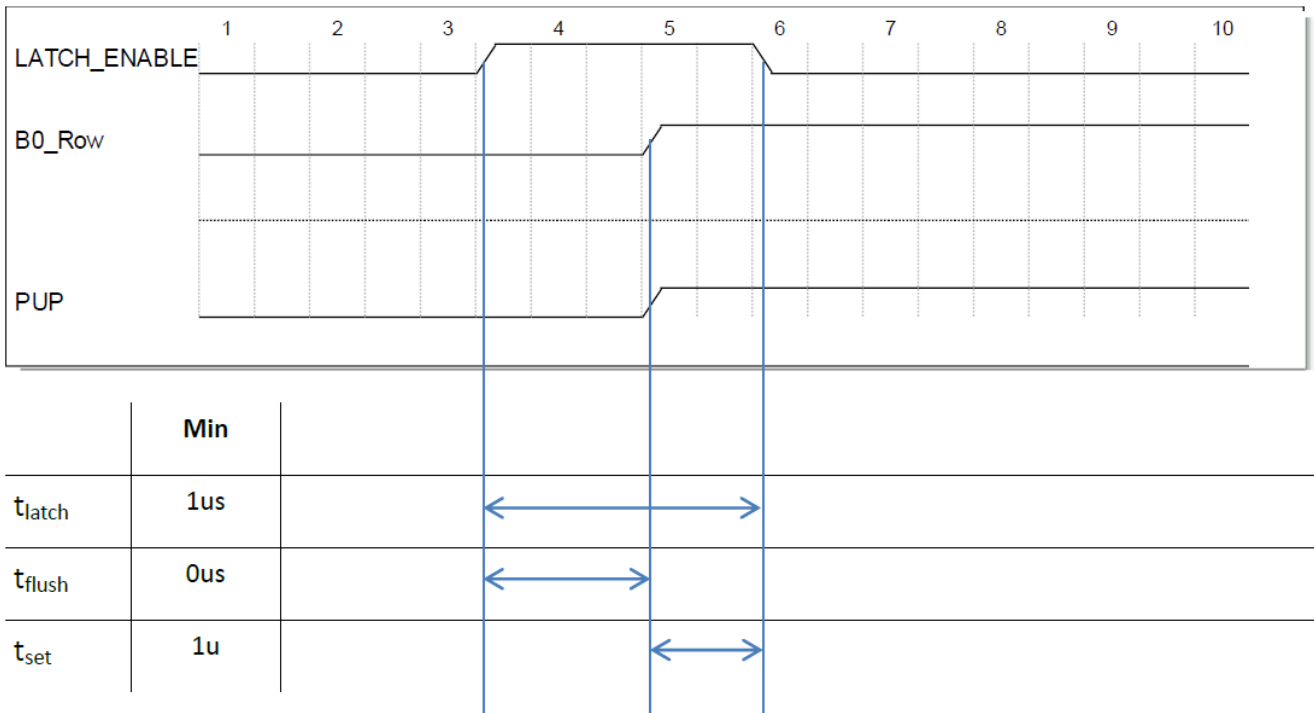 1 2 3 4 5 6 7 8 9 10
LATCH_ENABLE
B0_Row
PUP
Min
tlatch 1us
tflush 0us
tset 1u